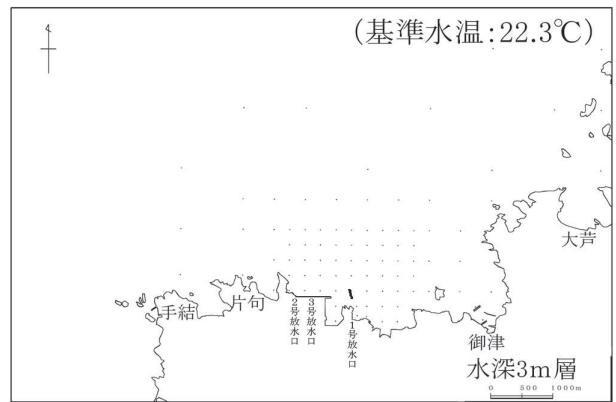 (基準水温:22.3℃)
大芦
手結
片句
2号放水口
3号放水口
1号放水口
御津
水深3m層
0 500 1000m